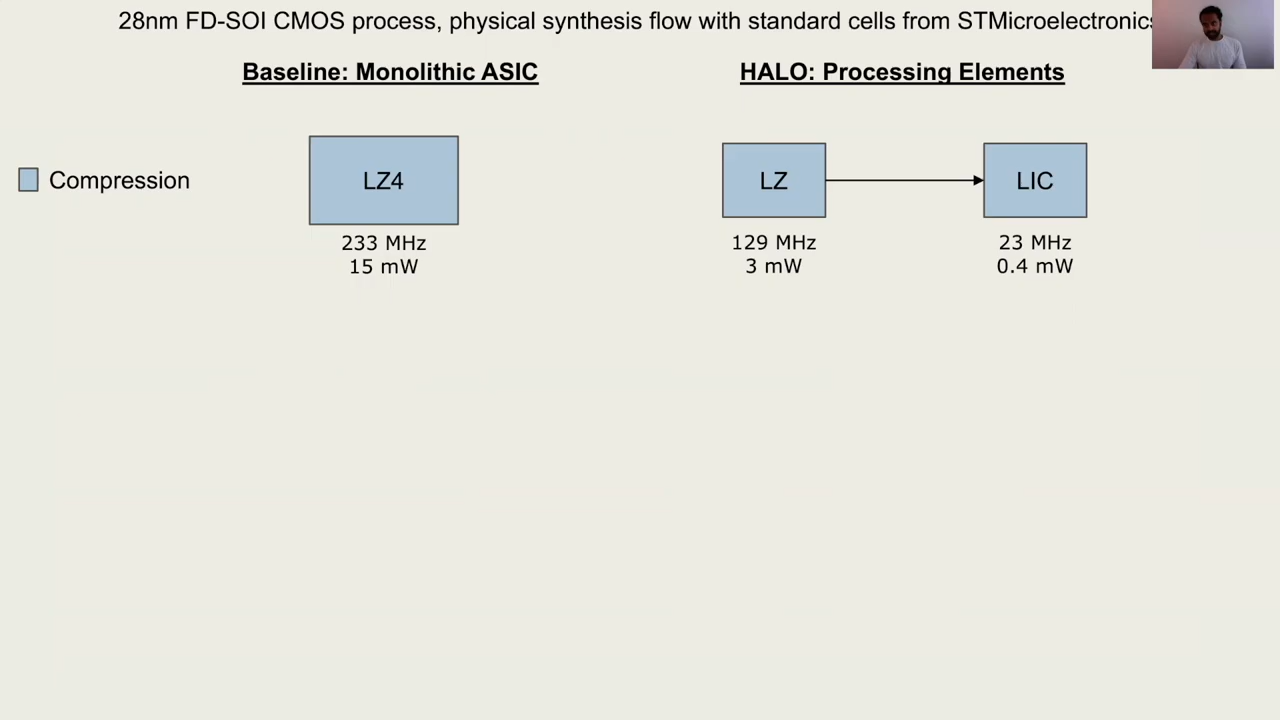 28nm FD-SOI CMOS process, physical synthesis flow with standard cells from STMicroelectronics
Baseline: Monolithic ASIC
HALO: Processing Elements
Compression
LZ4
LZ
LIC
233 MHz
15 mW
129 MHz
3 mW
23 MHz
0.4 mW